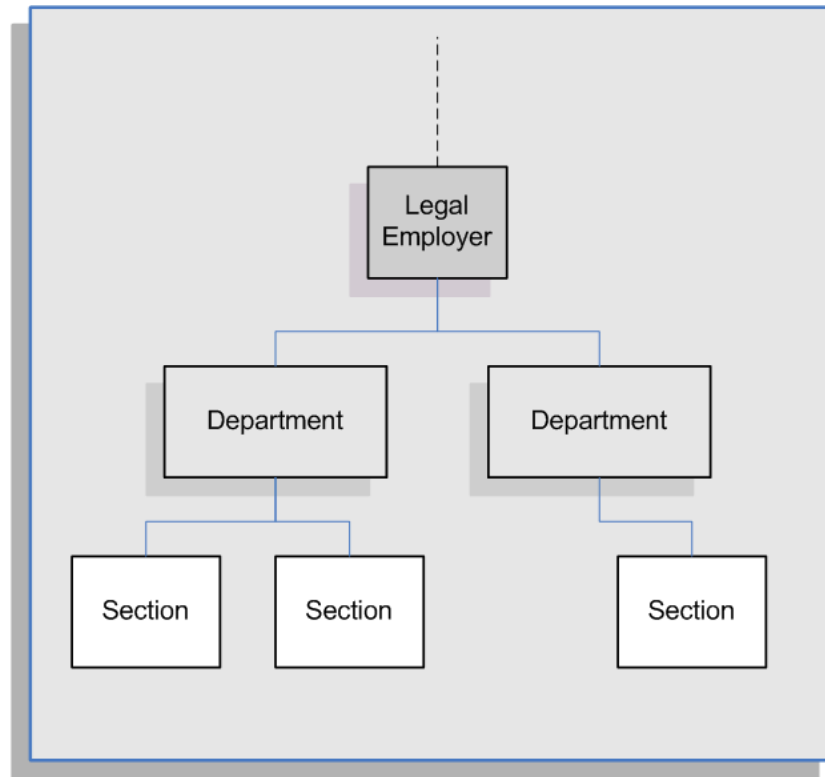 Legal
Employer
Department
Department
Section
Section
Section